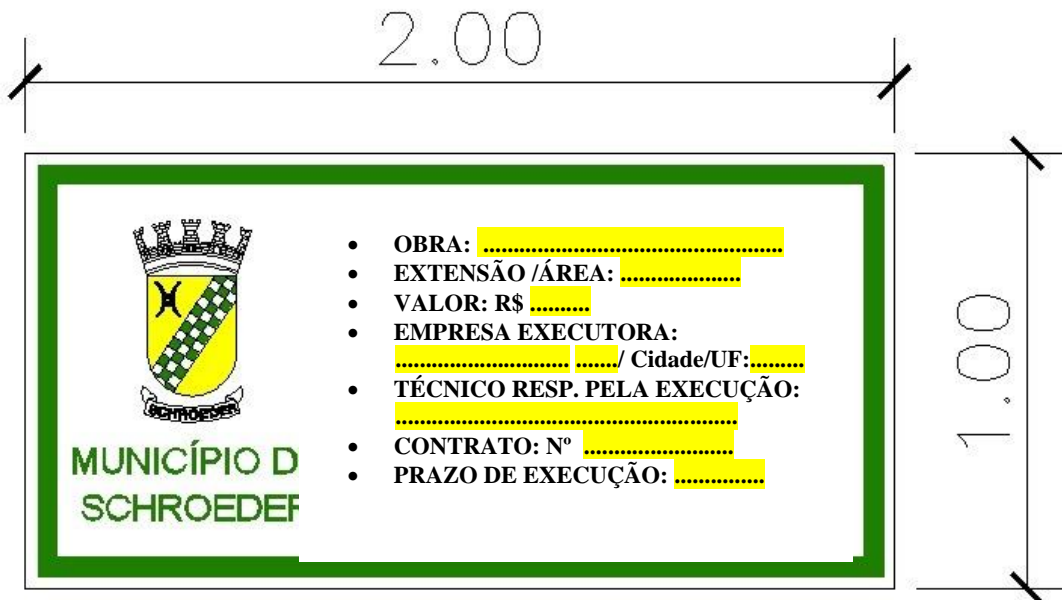 2.00
1.00
SCHROEDER
MUNICÍPIO D
SCHROEDER
• OBRA: ..................................................
• EXTENSÃO /ÁREA: ....................
• VALOR: R$ ..........
• EMPRESA EXECUTORA:
............................. ......./ Cidade/UF:.........
• TÉCNICO RESP. PELA EXECUÇÃO:
.........................................................
• CONTRATO: Nº .........................
• PRAZO DE EXECUÇÃO: ...............